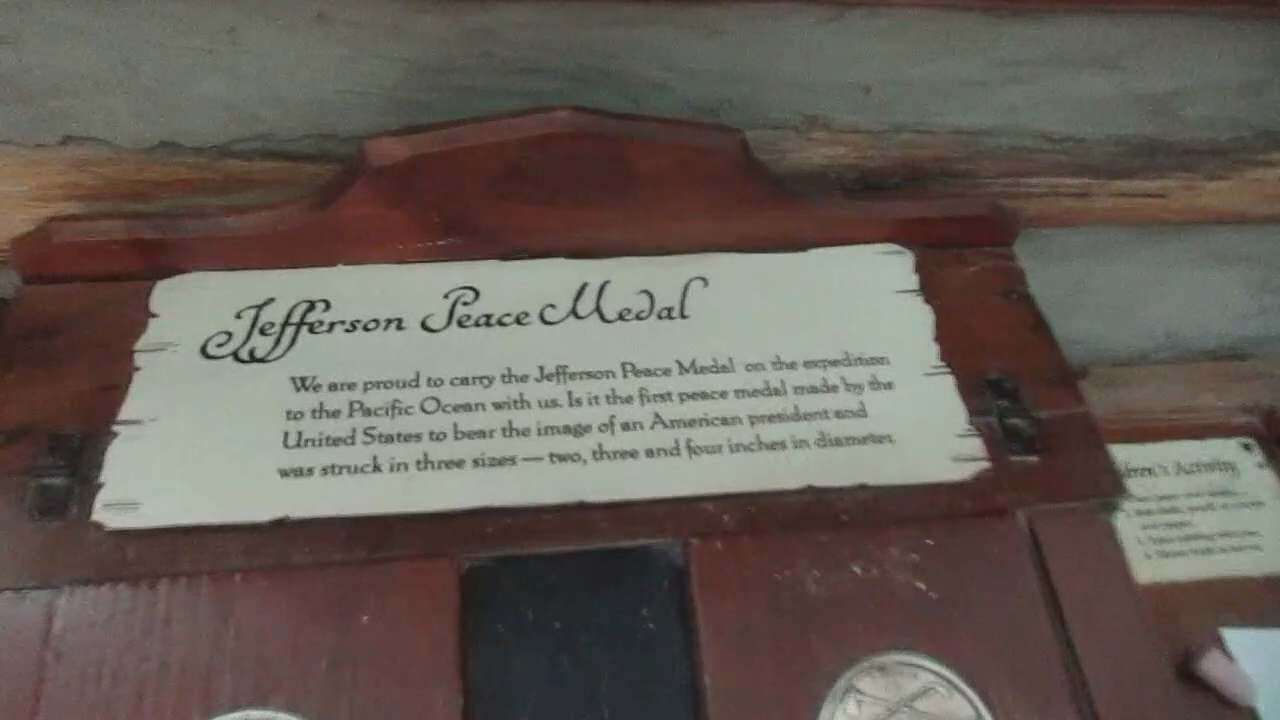 Jefferson Peace Medal
We are proud to carry the Jefferson Peace Medal on the expedition
to the Pacific Ocean with us. Is it the first peace medal made by the
United States to bear the image of an American president and
was struck in three sizes — two, three and four inches in diameter.
Activity